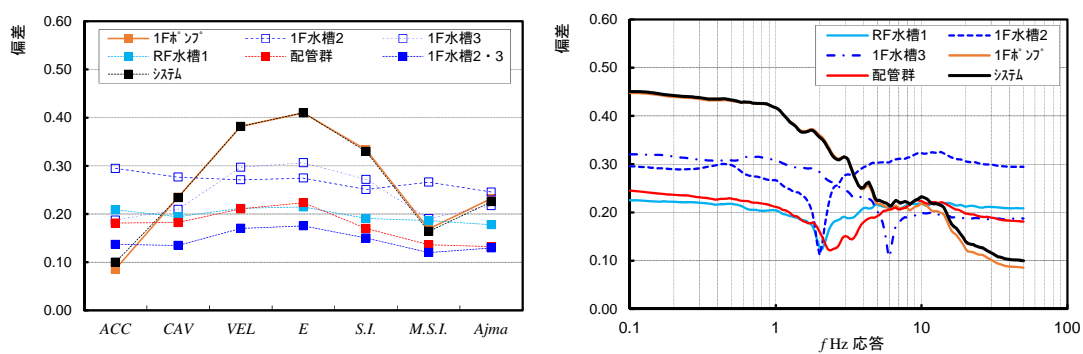 偏差
0.60
0.50
0.40
0.30
0.20
0.10
0.00
1Fﾎﾟﾝﾌﾟ
1F水槽2
1F水槽3
RF水槽1
配管群
1F水槽2・3
ｼｽﾃﾑ
ACC
CAV
VEL
E
S.I.
M.S.I.
Ajma
偏差
0.60
0.50
0.40
0.30
0.20
0.10
0.00
RF水槽1
1F水槽2
1F水槽3
1Fﾎﾟﾝﾌﾟ
配管群
ｼｽﾃﾑ
0.1
1
10
100
f Hz 応答